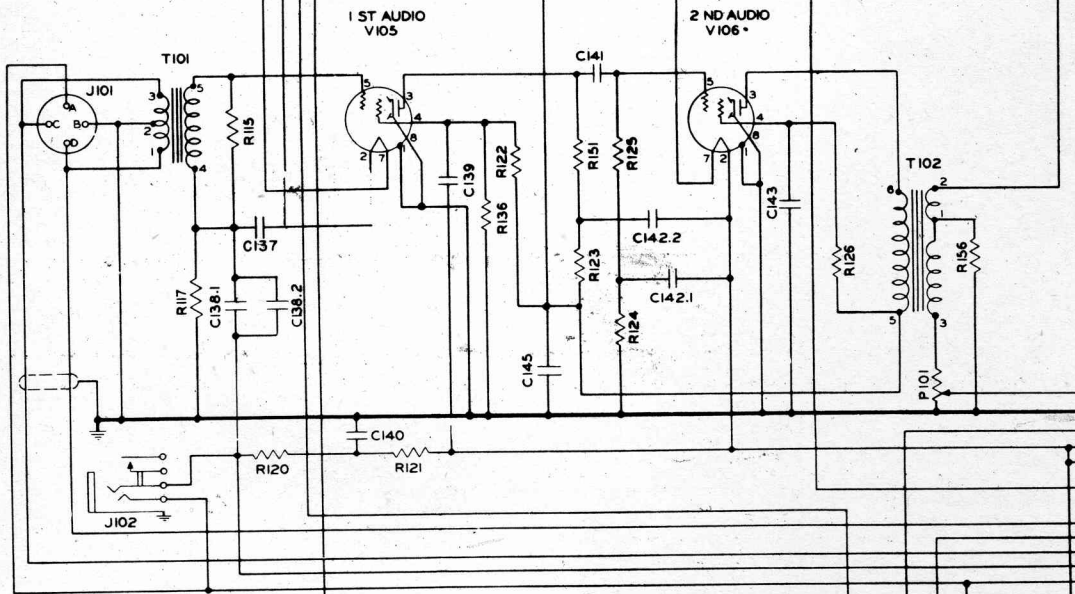 1 ST AUDIO
V105
2 ND AUDIO
V106
T101
J101
A
C
B
D
3
2
1
5
4
R115
5
3
4
8
2
7
1
C139
R136
R122
C141
R151
R125
5
3
4
8
7
2
1
C143
R126
T102
6
5
2
1
3
R156
P101
C137
R117
C138.1
C138.2
R123
C142.2
C142.1
R124
C145
C140
R120
R121
J102